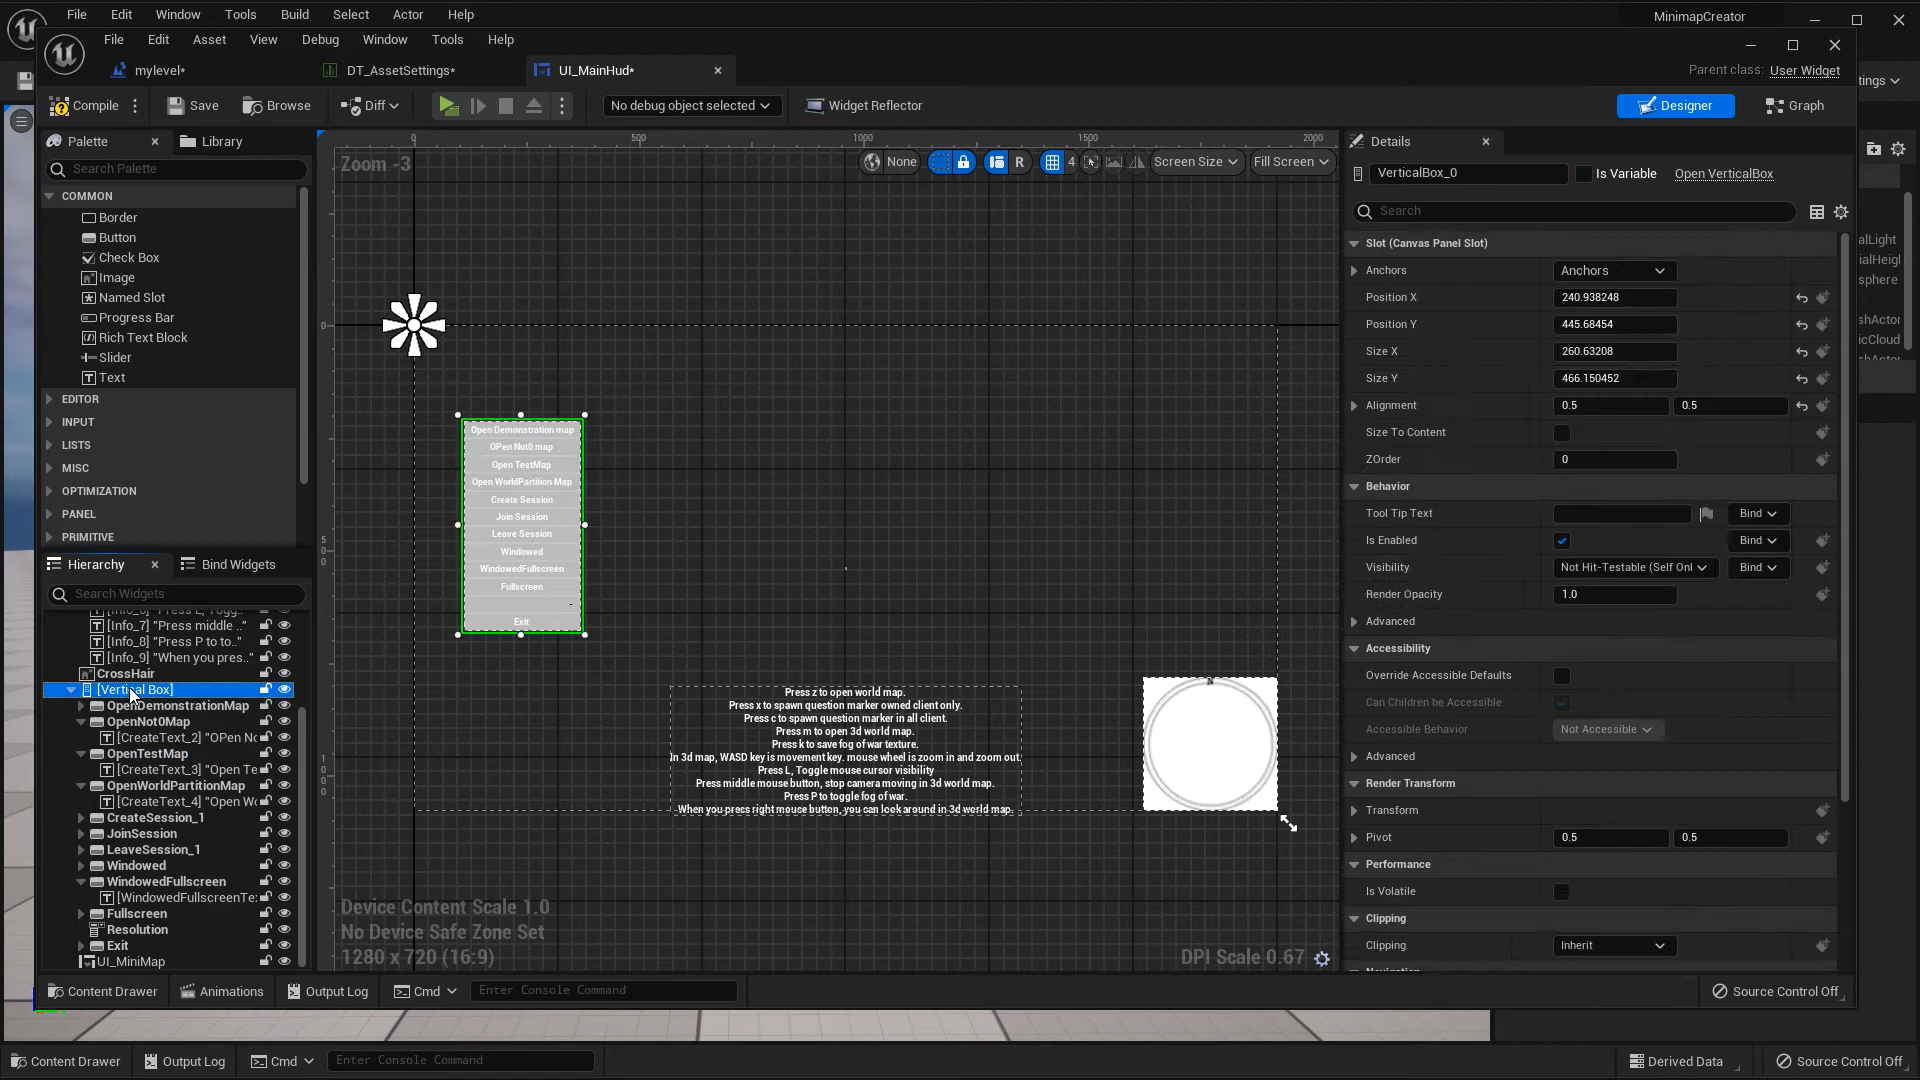 File Edit Window Tools Build Select Actor Help
MinimapCreator
File Edit Asset View Debug Window Tools Help
mylevel*
DT_AssetSettings*
UI_MainHud*
Parent class: User Widget
tings
Compile
Save
Browse
Diff
No debug object selected
Widget Reflector
Designer
Graph
Palette
Library
Search Palette
COMMON
Border
Button
Check Box
Image
Named Slot
Progress Bar
Rich Text Block
Slider
Text
EDITOR
INPUT
LISTS
MISC
OPTIMIZATION
PANEL
PRIMITIVE
Hierarchy
Bind Widgets
Search Widgets
[Info_6] "Press L, Togg..
[Info_7] "Press middle .."
[Info_8] "Press P to to.."
[Info_9] "When you pres.."
CrossHair
[Vertical Box]
OpenDemonstrationMap
OpenNot0Map
[CreateText_2] "OPen No
OpenTestMap
[CreateText_3] "Open Te
OpenWorldPartitionMap
[CreateText_4] "Open Wo
CreateSession_1
JoinSession
LeaveSession_1
Windowed
WindowedFullscreen
[WindowedFullscreenTe:
Fullscreen
Resolution
Exit
UI_MiniMap
0 500 1000 1500 2000
Zoom -3
None
R
4
Screen Size
Fill Screen
0
5
0
0
1
0
0
0
Open Demonstration map
OPen Not0 map
Open TestMap
Open WorldPartition Map
Create Session
Join Session
Leave Session
Windowed
WindowedFullscreen
Fullscreen
Exit
Press z to open world map.
Press x to spawn question marker owned client only.
Press c to spawn question marker in all client.
Press m to open 3d world map.
Press k to save fog of war texture.
In 3d map, WASD key is movement key. mouse wheel is zoom in and zoom out
Press L, Toggle mouse cursor visibility
Press middle mouse button, stop camera moving in 3d world map.
Press P to toggle fog of war.
When you press right mouse button, you can look around in 3d world map.
N
Device Content Scale 1.0
No Device Safe Zone Set
1280 x 720 (16:9)
DPI Scale 0.67
Details
VerticalBox_0
Is Variable
Open VerticalBox
Search
Slot (Canvas Panel Slot)
Anchors
Anchors
Position X
240.938248
Position Y
445.68454
Size X
260.63208
Size Y
466.150452
Alignment
0.5
0.5
Size To Content
ZOrder
0
Behavior
Tool Tip Text
Bind
Is Enabled
Bind
Visibility
Not Hit-Testable (Self Onl
Bind
Render Opacity
1.0
Advanced
Accessibility
Override Accessible Defaults
Can Children be Accessible
Accessible Behavior
Not Accessible
Advanced
Render Transform
Transform
Pivot
0.5
0.5
Performance
Is Volatile
Clipping
Clipping
Inherit
alLight
ialHeigl
sphere
shActor
icCloud
Content Drawer
Animations
Output Log
Cmd
Enter Console Command
Source Control Off
Content Drawer
Output Log
Cmd
Enter Console Command
Derived Data
Source Control Off